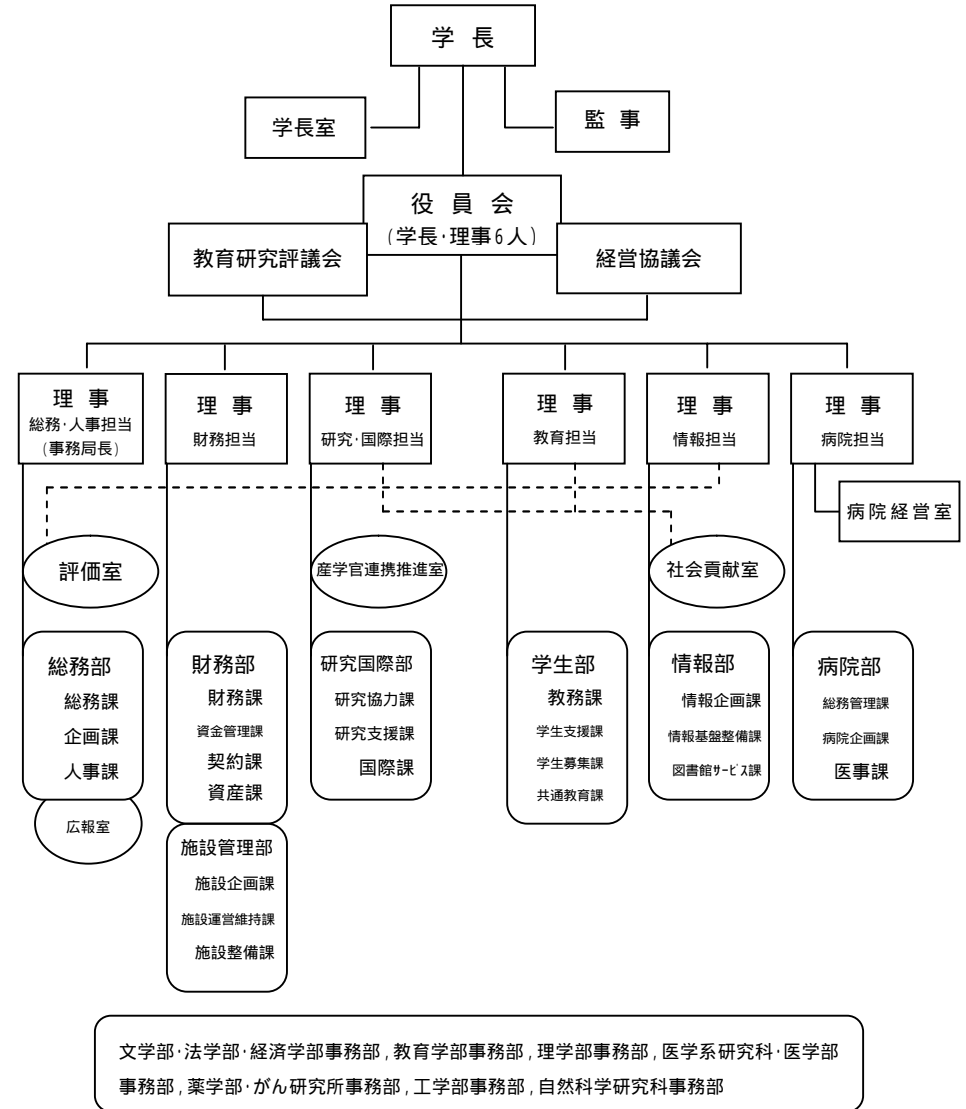 学 長
学長室
監 事
役 員 会
(学長･理事6人)
教育研究評議会
経営協議会
理 事
総務･人事担当
(事務局長)
理 事
財務担当
理 事
研究･国際担当
理 事
教育担当
理 事
情報担当
理 事
病院担当
病院経営室
評価室
産学官連携推進室
社会貢献室
総務部
総務課
企画課
人事課
広報室
財務部
財務課
資金管理課
契約課
資産課
施設管理部
施設企画課
施設運営維持課
施設整備課
研究国際部
研究協力課
研究支援課
国際課
学生部
教務課
学生支援課
学生募集課
共通教育課
情報部
情報企画課
情報基盤整備課
図書館ｻｰﾋﾞｽ課
病院部
総務管理課
病院企画課
医事課
文学部･法学部･経済学部事務部,教育学部事務部,理学部事務部,医学系研究科･医学部
事務部,薬学部･がん研究所事務部,工学部事務部,自然科学研究科事務部